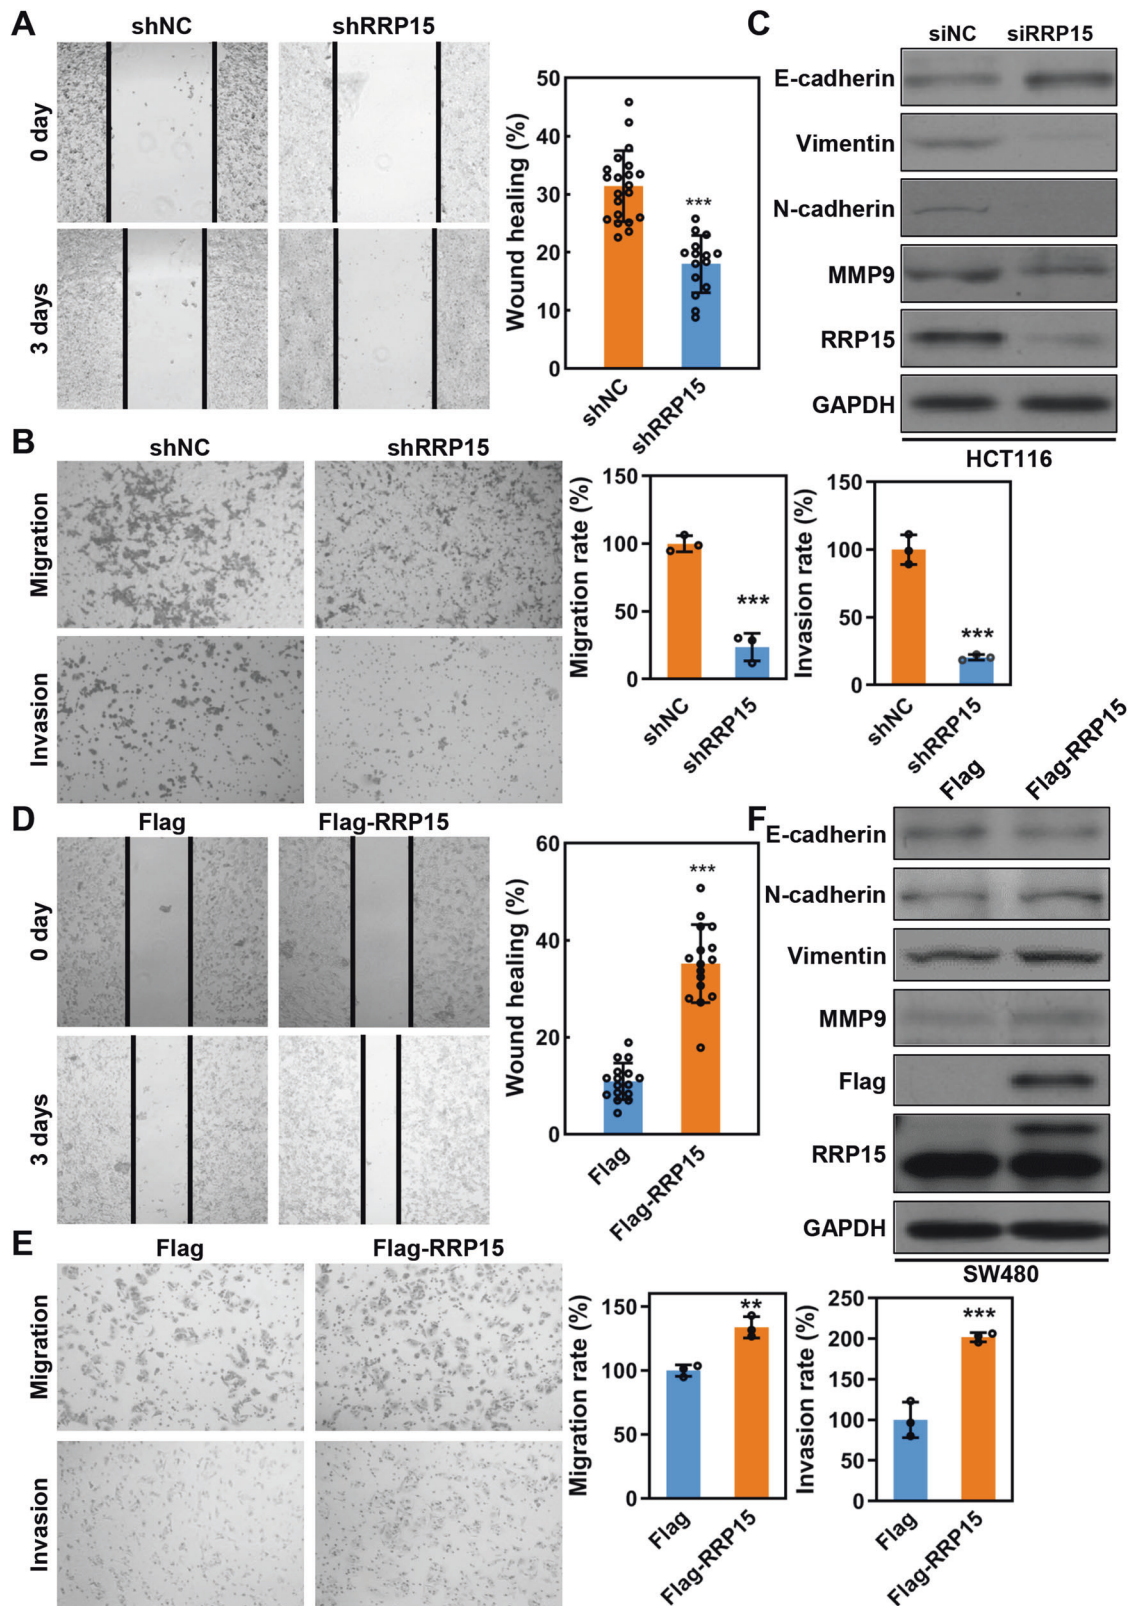 A
shNC
shRRP15
0 day
3 days
Wound healing (%)
50
40
30
20
10
0
***
shNC
shRRP15
C
siNC
siRRP15
E-cadherin
Vimentin
N-cadherin
MMP9
RRP15
GAPDH
HCT116
B
shNC
shRRP15
Migration
Invasion
Migration rate (%)
150
100
50
0
***
shNC
shRRP15
Invasion rate (%)
150
100
50
0
***
shNC
shRRP15
D
Flag
Flag-RRP15
0 day
3 days
Wound healing (%)
60
40
20
0
***
Flag
Flag-RRP15
F
Flag
Flag-RRP15
E-cadherin
N-cadherin
Vimentin
MMP9
Flag
RRP15
GAPDH
SW480
E
Flag
Flag-RRP15
Migration
Invasion
Migration rate (%)
150
100
50
0
**
Flag
Flag-RRP15
Invasion rate (%)
250
200
150
100
50
0
***
Flag
Flag-RRP15